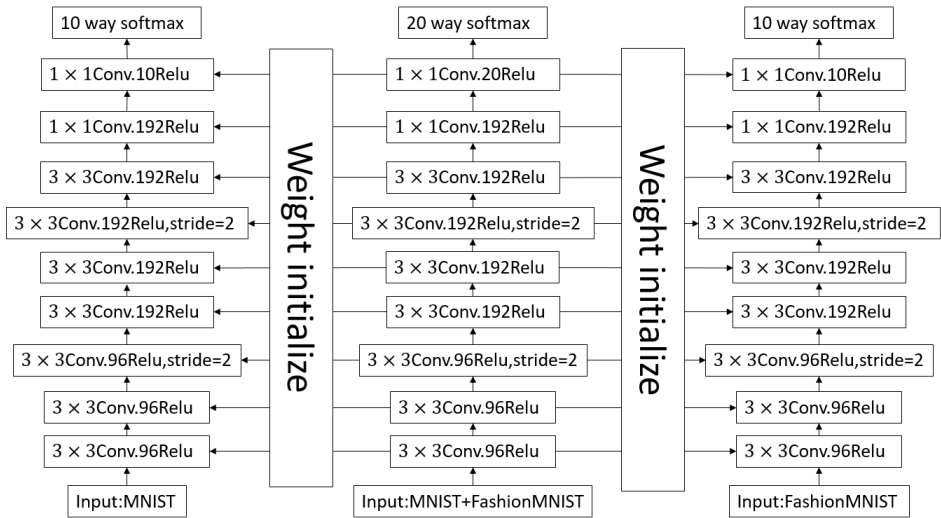 10 way softmax
20 way softmax
10 way softmax
1 × 1Conv.10Relu
1 × 1Conv.20Relu
1 × 1Conv.10Relu
1 × 1Conv.192Relu
1 × 1Conv.192Relu
1 × 1Conv.192Relu
3 × 3Conv.192Relu
3 × 3Conv.192Relu
3 × 3Conv.192Relu
3 × 3Conv.192Relu,stride=2
3 × 3Conv.192Relu,stride=2
3 × 3Conv.192Relu,stride=2
3 × 3Conv.192Relu
3 × 3Conv.192Relu
3 × 3Conv.192Relu
3 × 3Conv.192Relu
3 × 3Conv.192Relu
3 × 3Conv.192Relu
3 × 3Conv.96Relu,stride=2
3 × 3Conv.96Relu,stride=2
3 × 3Conv.96Relu,stride=2
3 × 3Conv.96Relu
3 × 3Conv.96Relu
3 × 3Conv.96Relu
3 × 3Conv.96Relu
3 × 3Conv.96Relu
3 × 3Conv.96Relu
Input:MNIST
Input:MNIST+FashionMNIST
Input:FashionMNIST
Weight initialize
Weight initialize